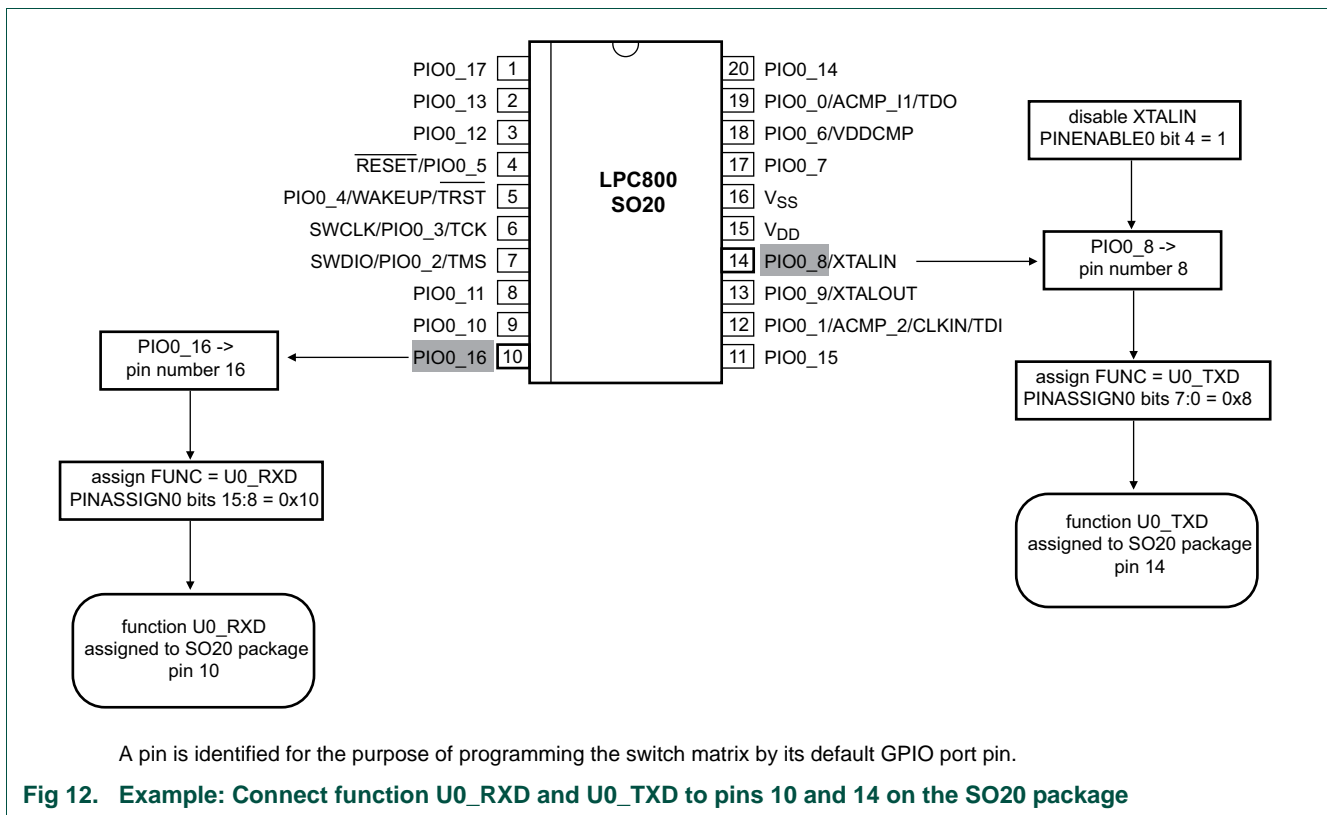 PIO0_17 1
PIO0_13 2
PIO0_12 3
RESET/PIO0_5 4
PIO0_4/WAKEUP/TRST 5
SWCLK/PIO0_3/TCK 6
SWDIO/PIO0_2/TMS 7
PIO0_11 8
PIO0_10 9
PIO0_16 10
LPC800
SO20
20 PIO0_14
19 PIO0_0/ACMP_I1/TDO
18 PIO0_6/VDDCMP
17 PIO0_7
16 VSS
15 VDD
14 PIO0_8/XTALIN
13 PIO0_9/XTALOUT
12 PIO0_1/ACMP_2/CLKIN/TDI
11 PIO0_15
PIO0_16 ->
pin number 16
assign FUNC = U0_RXD
PINASSIGN0 bits 15:8 = 0x10
function U0_RXD
assigned to SO20 package
pin 10
disable XTALIN
PINENABLE0 bit 4 = 1
PIO0_8 ->
pin number 8
assign FUNC = U0_TXD
PINASSIGN0 bits 7:0 = 0x8
function U0_TXD
assigned to SO20 package
pin 14
A pin is identified for the purpose of programming the switch matrix by its default GPIO port pin.
Fig 12. Example: Connect function U0_RXD and U0_TXD to pins 10 and 14 on the SO20 package